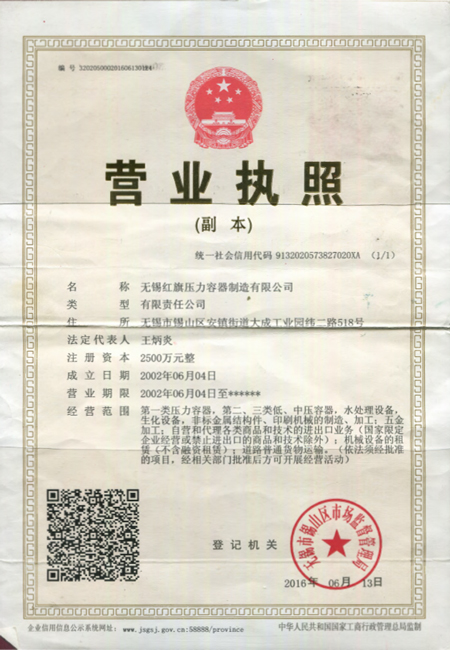 编 号 320205000201606130184
营业执照
(副 本)
统一社会信用代码 91320205738270​20XA (1/1)
名 称 无锡红旗压力容器制造有限公司
类 型 有限责任公司
住 所 无锡市锡山区安镇街道大成工业园纬二路518号
法定代表人 王炳炎
注册资本 2500万元整
成立日期 2002年06月04日
营业期限 2002年06月04日至******
经营范围 第一类压力容器，第二、三类低、中压容器，水处理设备，
生化设备，非标金属结构件、印刷机械的制造、加工；五金
加工；自营和代理各类商品和技术的进出口业务（国家限定
企业经营或禁止进出口的商品和技术除外）；机械设备的租
赁（不含融资租赁）；道路普通货物运输。（依法须经批准
的项目，经相关部门批准后方可开展经营活动）
登记机关
无锡市锡山区市场监督管理局
2016年 06月 13日
企业信用信息公示系统网址: www.jsgsj.gov.cn:58888/province
中华人民共和国国家工商行政管理总局监制